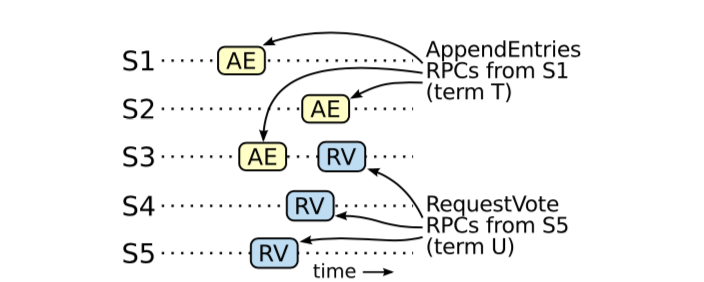 S1
AE
AppendEntries
RPCs from S1
(term T)
S2
AE
S3
AE
RV
S4
RV
RequestVote
RPCs from S5
(term U)
S5
RV
time